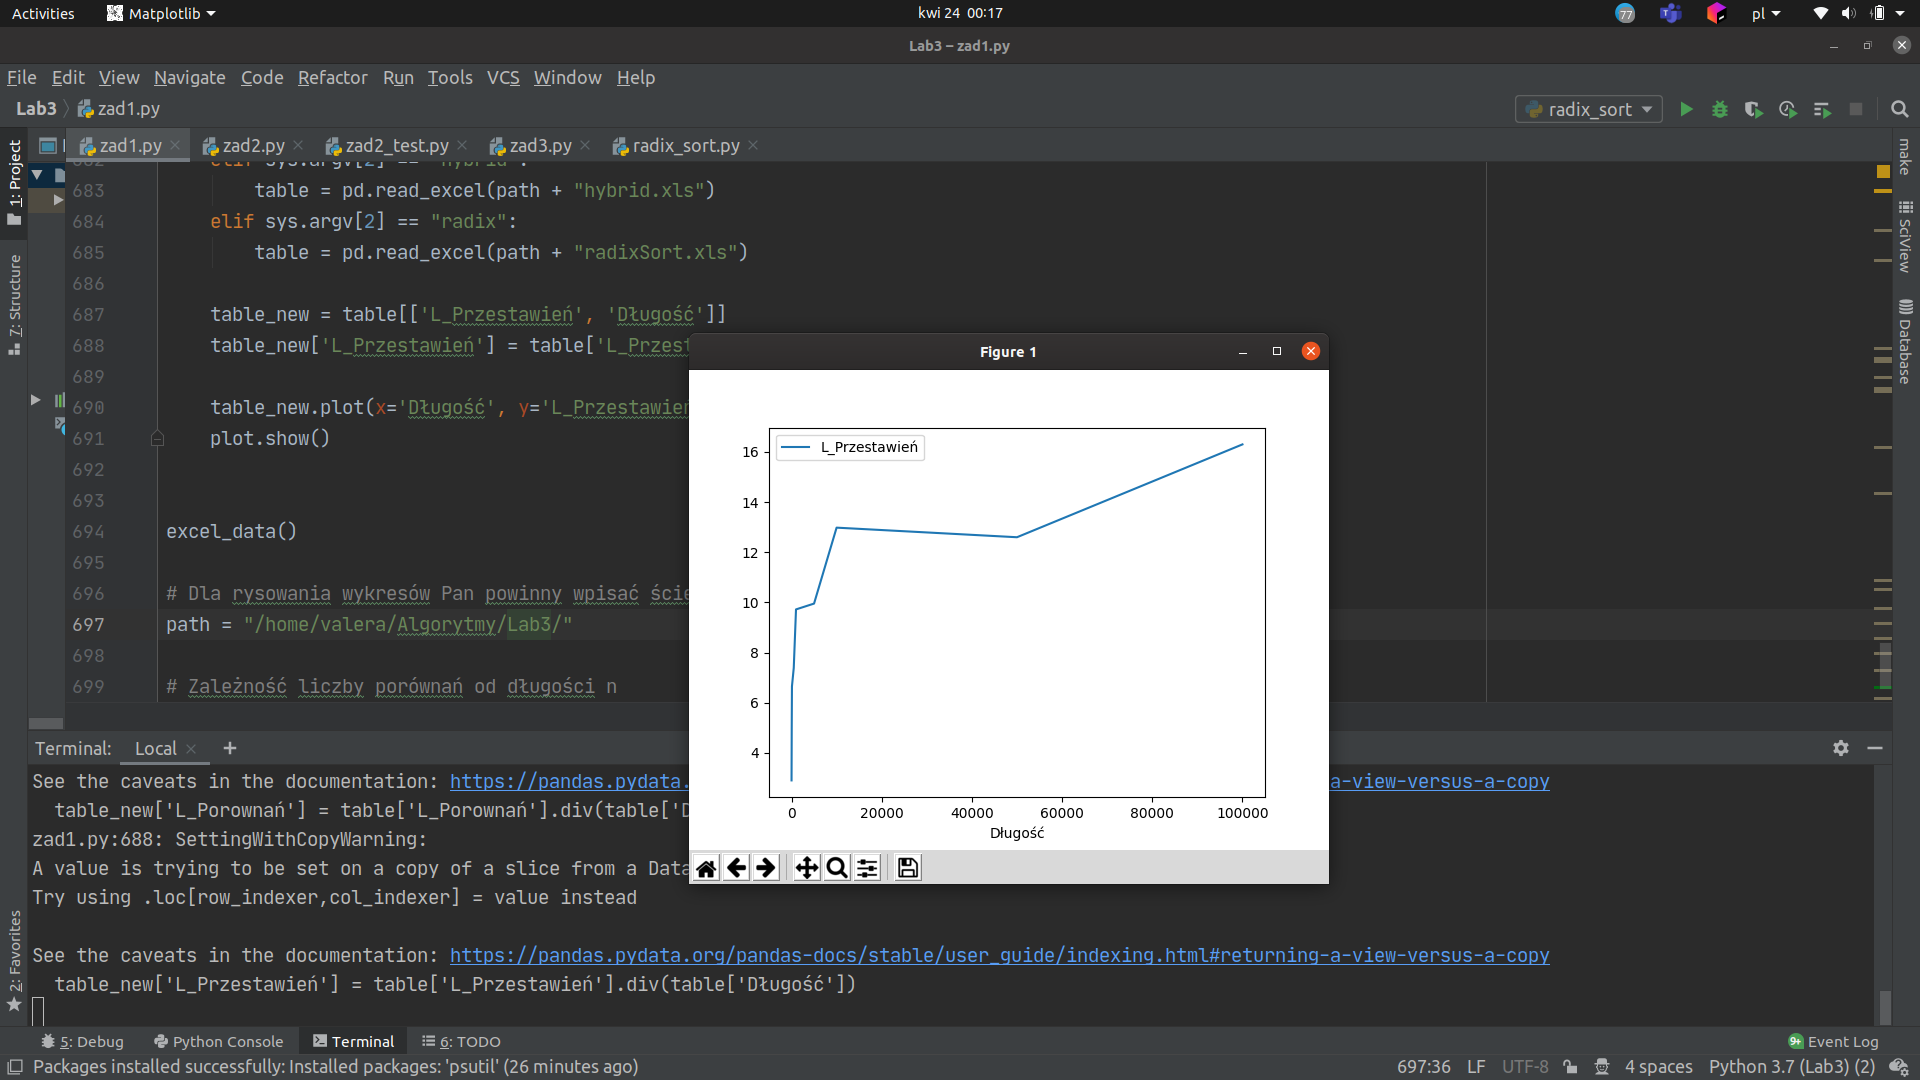 Activities
Matplotlib
kwi 24 00:17
77
pl
Lab3 – zad1.py
File Edit View Navigate Code Refactor Run Tools VCS Window Help
Lab3
zad1.py
radix_sort
zad1.py
zad2.py
zad2_test.py
zad3.py
radix_sort.py
1: Project
7: Structure
2: Favorites
make
SciView
Database
683 table = pd.read_excel(path + "hybrid.xls")
684 elif sys.argv[2] == "radix":
685 table = pd.read_excel(path + "radixSort.xls")
686
687 table_new = table[['L_Przestawień', 'Długość']]
688 table_new['L_Przestawień'] = table['L_Przest
689
690 table_new.plot(x='Długość', y='L_Przestawień
691 plot.show()
692
693
694 excel_data()
695
696 # Dla rysowania wykresów Pan powinny wpisać ście
697 path = "/home/valera/Algorytmy/Lab3/"
698
699 # Zależność liczby porównań od długości n
Figure 1
L_Przestawień
16
14
12
10
8
6
4
0 20000 40000 60000 80000 100000
Długość
Terminal: Local +
See the caveats in the documentation: https://pandas.pydata. a-view-versus-a-copy
table_new['L_Porownań'] = table['L_Porownań'].div(table['D
zad1.py:688: SettingWithCopyWarning:
A value is trying to be set on a copy of a slice from a Data
Try using .loc[row_indexer,col_indexer] = value instead
See the caveats in the documentation: https://pandas.pydata.org/pandas-docs/stable/user_guide/indexing.html#returning-a-view-versus-a-copy
table_new['L_Przestawień'] = table['L_Przestawień'].div(table['Długość'])
5: Debug
Python Console
Terminal
6: TODO
9+ Event Log
Packages installed successfully: Installed packages: 'psutil' (26 minutes ago)
697:36 LF UTF-8 4 spaces Python 3.7 (Lab3) (2)